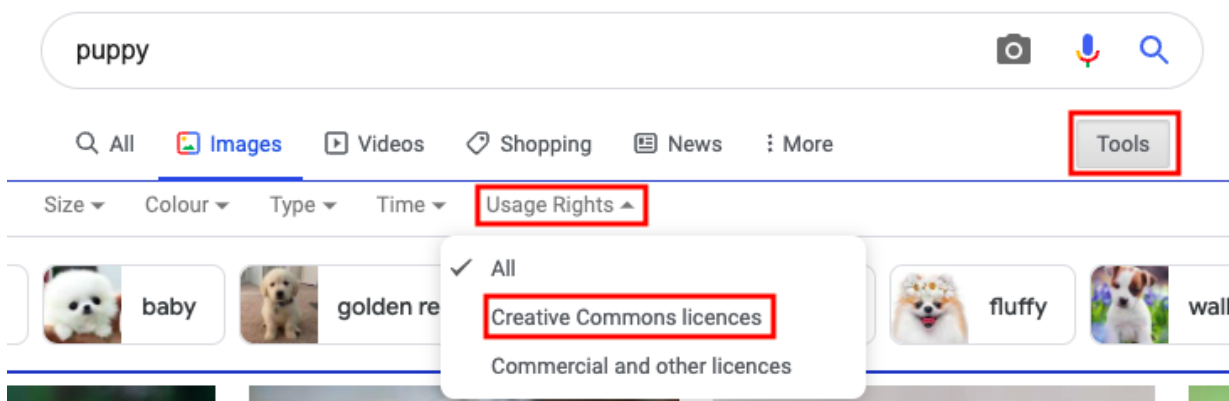 puppy
All Images Videos Shopping News More Tools
Size Colour Type Time Usage Rights
All
baby golden re fluffy wall
Creative Commons licences
Commercial and other licences